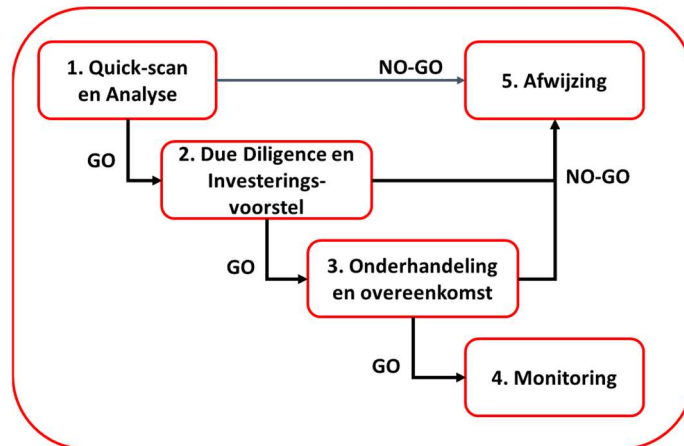 1. Quick-scan
en Analyse
NO-GO
5. Afwijzing
GO
2. Due Diligence en
Investerings-
voorstel
NO-GO
GO
3. Onderhandeling
en overeenkomst
GO
4. Monitoring